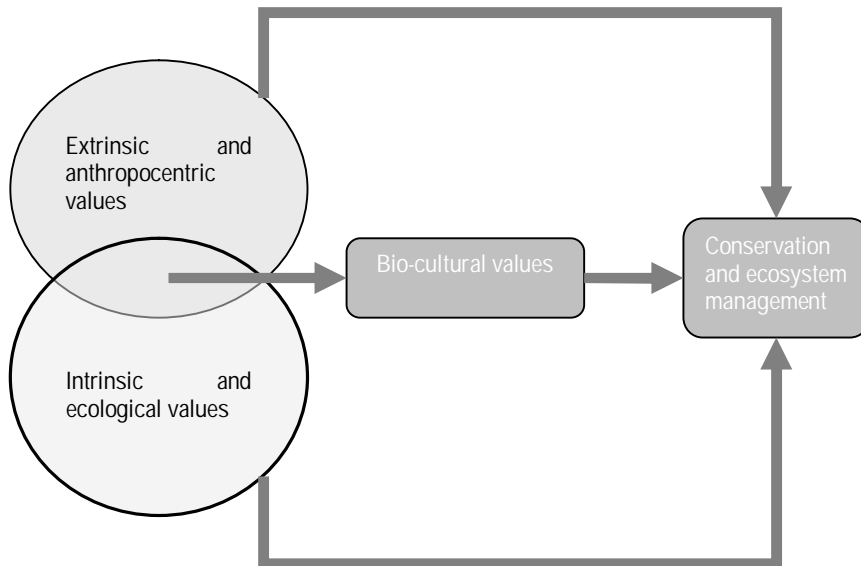 Extrinsic and
anthropocentric
values
Bio-cultural values
Conservation
and ecosystem
management
Intrinsic and
ecological values